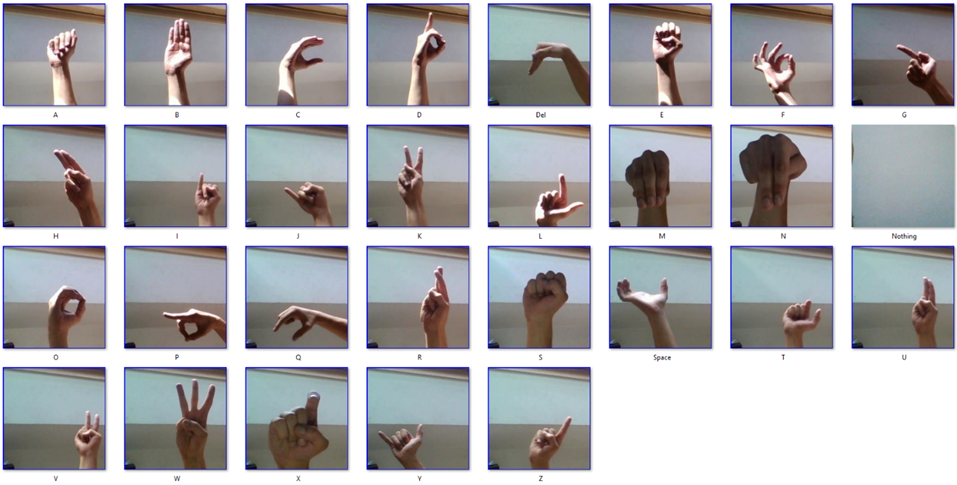 A B C D Del E F G
H I J K L M N Nothing
O P Q R S Space T U
V W X Y Z